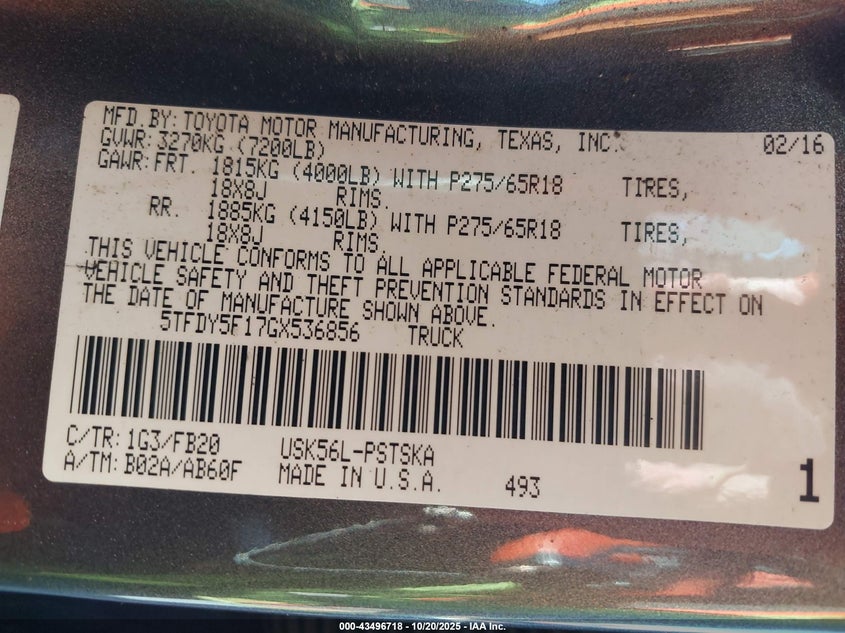 MFD. BY: TOYOTA MOTOR MANUFACTURING, TEXAS, INC. 02/16
GVWR: 3270KG (7200LB)
GAWR: FRT. 1815KG (4000LB) WITH P275/65R18 TIRES,
18X8J RIMS.
RR. 1885KG (4150LB) WITH P275/65R18 TIRES,
18X8J RIMS.
THIS VEHICLE CONFORMS TO ALL APPLICABLE FEDERAL MOTOR
VEHICLE SAFETY AND THEFT PREVENTION STANDARDS IN EFFECT ON
THE DATE OF MANUFACTURE SHOWN ABOVE.
5TFDY5F17GX536856 TRUCK
C/TR: 1G3/FB20 USK56L-PSTSKA
A/TM: B02A/AB60F MADE IN U.S.A. 493 1
000-43496718 - 10/20/2025 - IAA Inc.